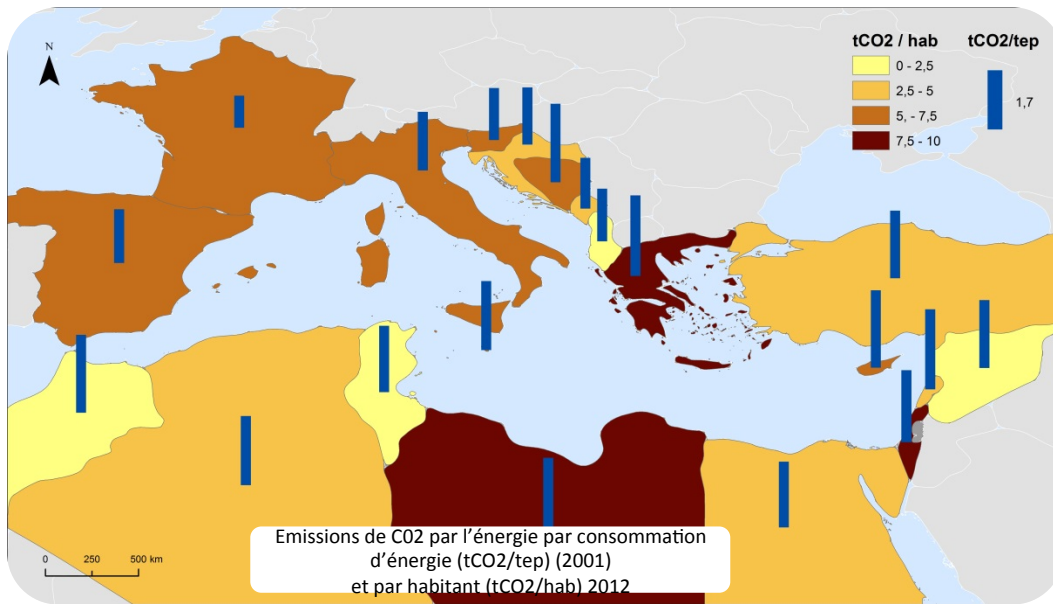 N
tCO2 / hab
0 - 2,5
2,5 - 5
5, - 7,5
7,5 - 10
tCO2/tep
1,7
0 250 500 km
Emissions de C02 par l’énergie par consommation
d’énergie (tCO2/tep) (2001)
et par habitant (tCO2/hab) 2012